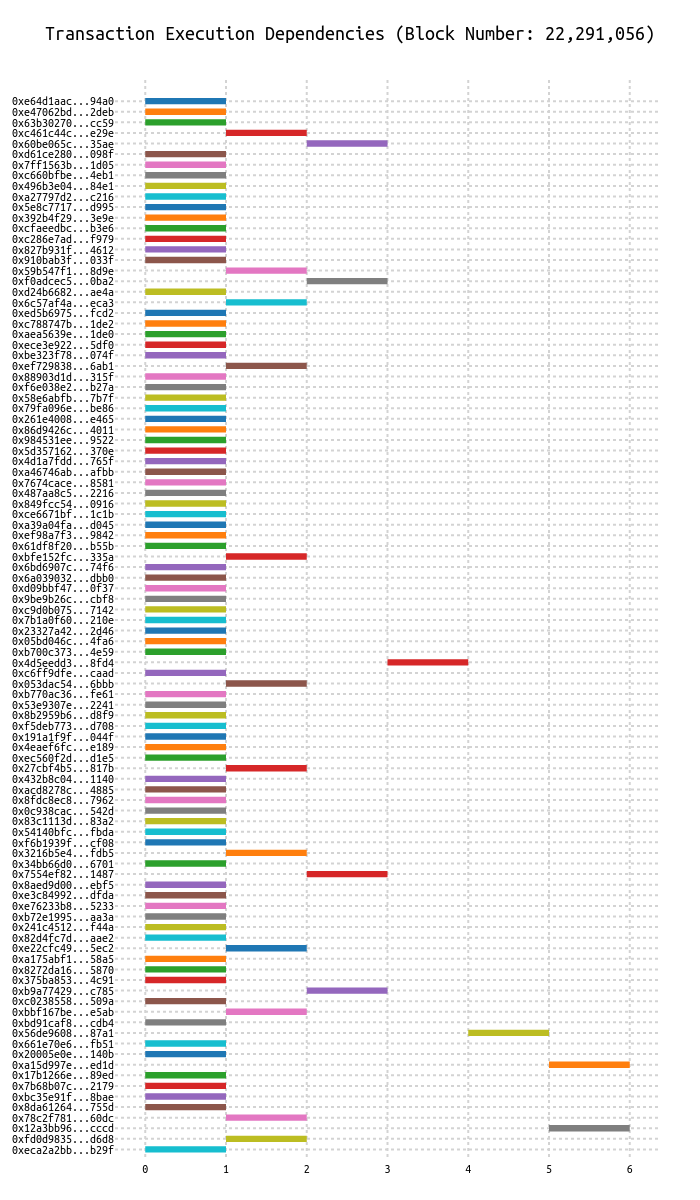 Transaction Execution Dependencies (Block Number: 22,291,056)
0xe64d1aac...94a0
0xe47062bd...2deb
0x63b30270...cc59
0xc461c44c...e29e
0x60be065c...35ae
0xd61ce280...098f
0x7ff1563b...1d05
0xc660bfbe...4eb1
0x496b3e04...84e1
0xa27797d2...c216
0x5e8c7717...d995
0x392b4f29...3e9e
0xcfaeedbc...b3e6
0xc286e7ad...f979
0x827b931f...4612
0x910bab3f...033f
0x59b547f1...8d9e
0xf0adcec5...0ba2
0xd24b6682...ae4a
0x6c57af4a...eca3
0xed5b6975...fcd2
0xc788747b...1de2
0xaea5639e...1de0
0xece3e922...5df0
0xbe323f78...074f
0xef729838...6ab1
0x88903d1d...315f
0xf6e038e2...b27a
0x58e6abfb...7b7f
0x79fa096e...be86
0x261e4008...e465
0x86d9426c...4011
0x984531ee...9522
0x5d357162...370e
0x4d1a7fdd...765f
0xa46746ab...afbb
0x7674cace...8581
0x487aa8c5...2216
0x849fcc54...0916
0xce6671bf...1c1b
0xa39a04fa...d045
0xef98a7f3...9842
0x61df8f20...b55b
0xbfe152fc...335a
0x6bd6907c...74f6
0x6a039032...dbb0
0xd09bbf47...0f37
0x9be9b26c...cbf8
0xc9d0b075...7142
0x7b1a0f60...210e
0x23327a42...2d46
0x05bd046c...4fa6
0xb700c373...4e59
0x4d5eedd3...8fd4
0xc6ff9dfe...caad
0x053dac54...6bbb
0xb770ac36...fe61
0x53e9307e...2241
0x8b2959b6...d8f9
0xf5deb773...d708
0x191a1f9f...044f
0x4eaef6fc...e189
0xec560f2d...d1e5
0x27cbf4b5...817b
0x432b8c04...1140
0xacd8278c...4885
0x8fdc8ec8...7962
0x0c938cac...542d
0x83c1113d...83a2
0x54140bfc...fbda
0xf6b1939f...cf08
0x3216b5e4...fdb5
0x34bb66d0...6701
0x7554ef82...1487
0x8aed9d00...ebf5
0xe3c84992...dfda
0xe76233b8...5233
0xb72e1995...aa3a
0x241c4512...f44a
0x82d4fc7d...aae2
0xe22cfc49...5ec2
0xa175abf1...58a5
0x8272da16...5870
0x375ba853...4c91
0xb9a77429...c785
0xc0238558...509a
0xbbf167be...e5ab
0xbd91caf8...cdb4
0x56de9608...87a1
0x661e70e6...fb51
0x20005e0e...140b
0xa15d997e...ed1d
0x17b1266e...89ed
0x7b68b07c...2179
0xbc35e91f...8bae
0x8da61264...755d
0x78c2f781...60dc
0x12a3bb96...cccd
0xfd0d9835...d6d8
0xeca2a2bb...b29f
0 1 2 3 4 5 6